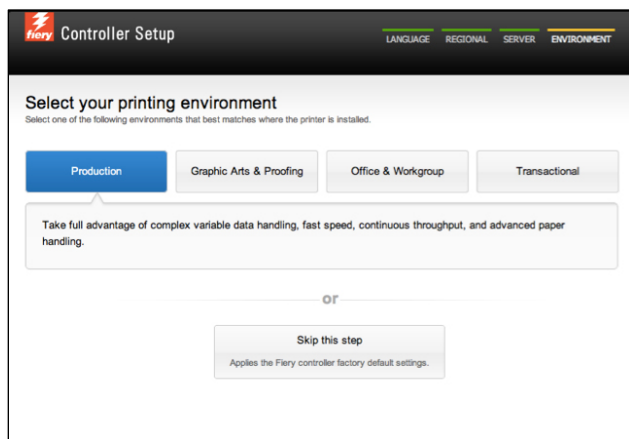 fiery Controller Setup
LANGUAGE REGIONAL SERVER ENVIRONMENT
Select your printing environment
Select one of the following environments that best matches where the printer is installed.
Production
Graphic Arts & Proofing
Office & Workgroup
Transactional
Take full advantage of complex variable data handling, fast speed, continuous throughput, and advanced paper
handling.
or
Skip this step
Applies the Fiery controller factory default settings.